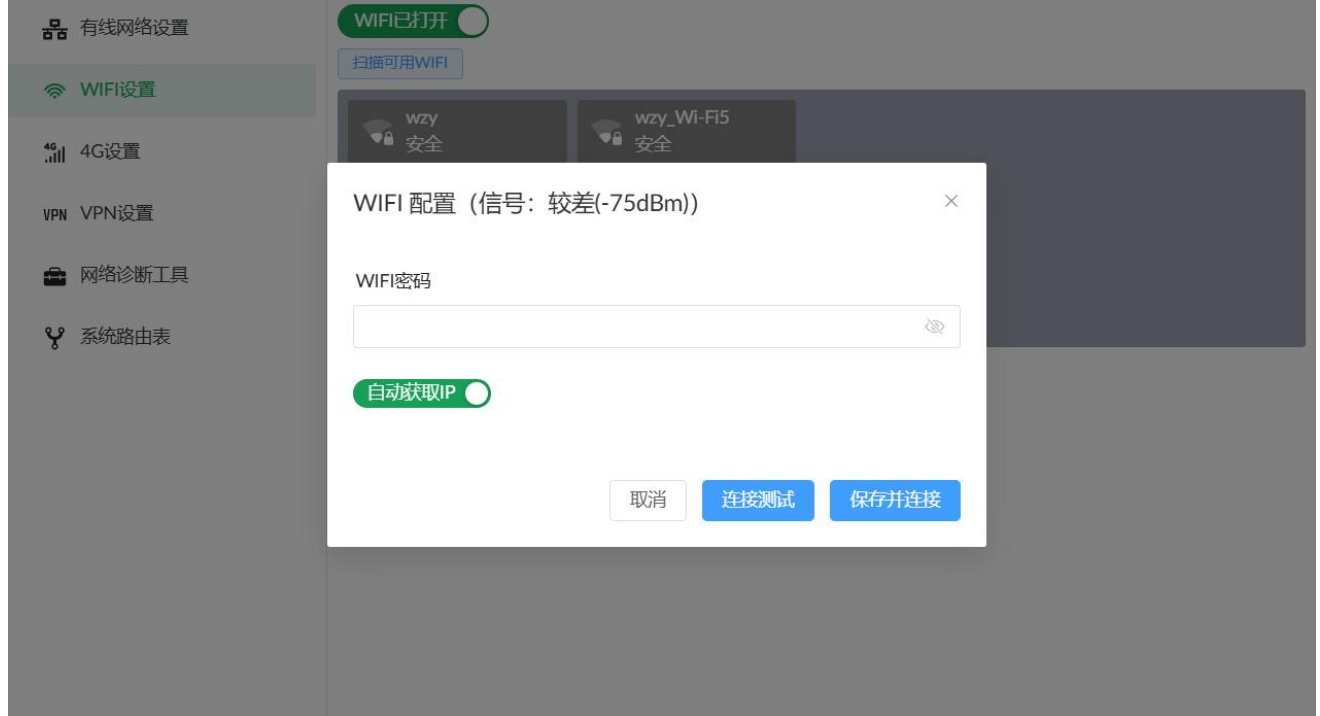 有线网络设置
WIFI设置
4G 4G设置
VPN VPN设置
网络诊断工具
系统路由表
WIFI已打开
扫描可用WIFI
wzy
安全
wzy_Wi-Fi5
安全
WIFI 配置（信号：较差(-75dBm)）
WIFI密码
自动获取IP
取消
连接测试
保存并连接